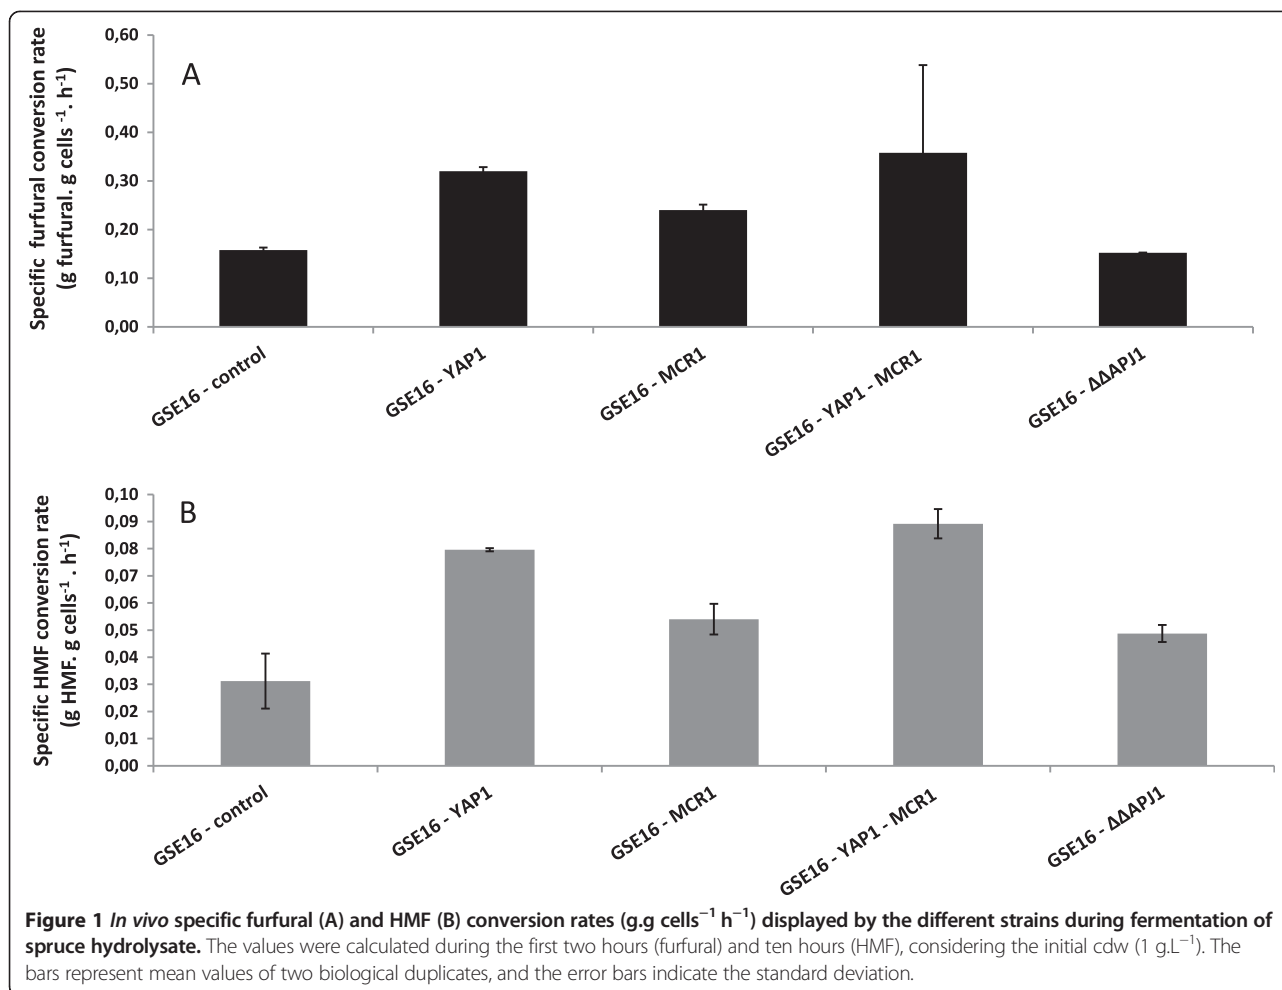 A
Specific furfural conversion rate
(g furfural. g cells ⁻¹. h⁻¹)
0,60
0,50
0,40
0,30
0,20
0,10
0,00
GSE16 - control
GSE16 - YAP1
GSE16 - MCR1
GSE16 - YAP1 - MCR1
GSE16 - ΔΔAPJ1
B
Specific HMF conversion rate
(g HMF. g cells⁻¹ . h⁻¹)
0,10
0,09
0,08
0,07
0,06
0,05
0,04
0,03
0,02
0,01
0,00
GSE16 - control
GSE16 - YAP1
GSE16 - MCR1
GSE16 - YAP1 - MCR1
GSE16 - ΔΔAPJ1
Figure 1 In vivo specific furfural (A) and HMF (B) conversion rates (g.g cells⁻¹ h⁻¹) displayed by the different strains during fermentation of
spruce hydrolysate. The values were calculated during the first two hours (furfural) and ten hours (HMF), considering the initial cdw (1 g.L⁻¹). The
bars represent mean values of two biological duplicates, and the error bars indicate the standard deviation.